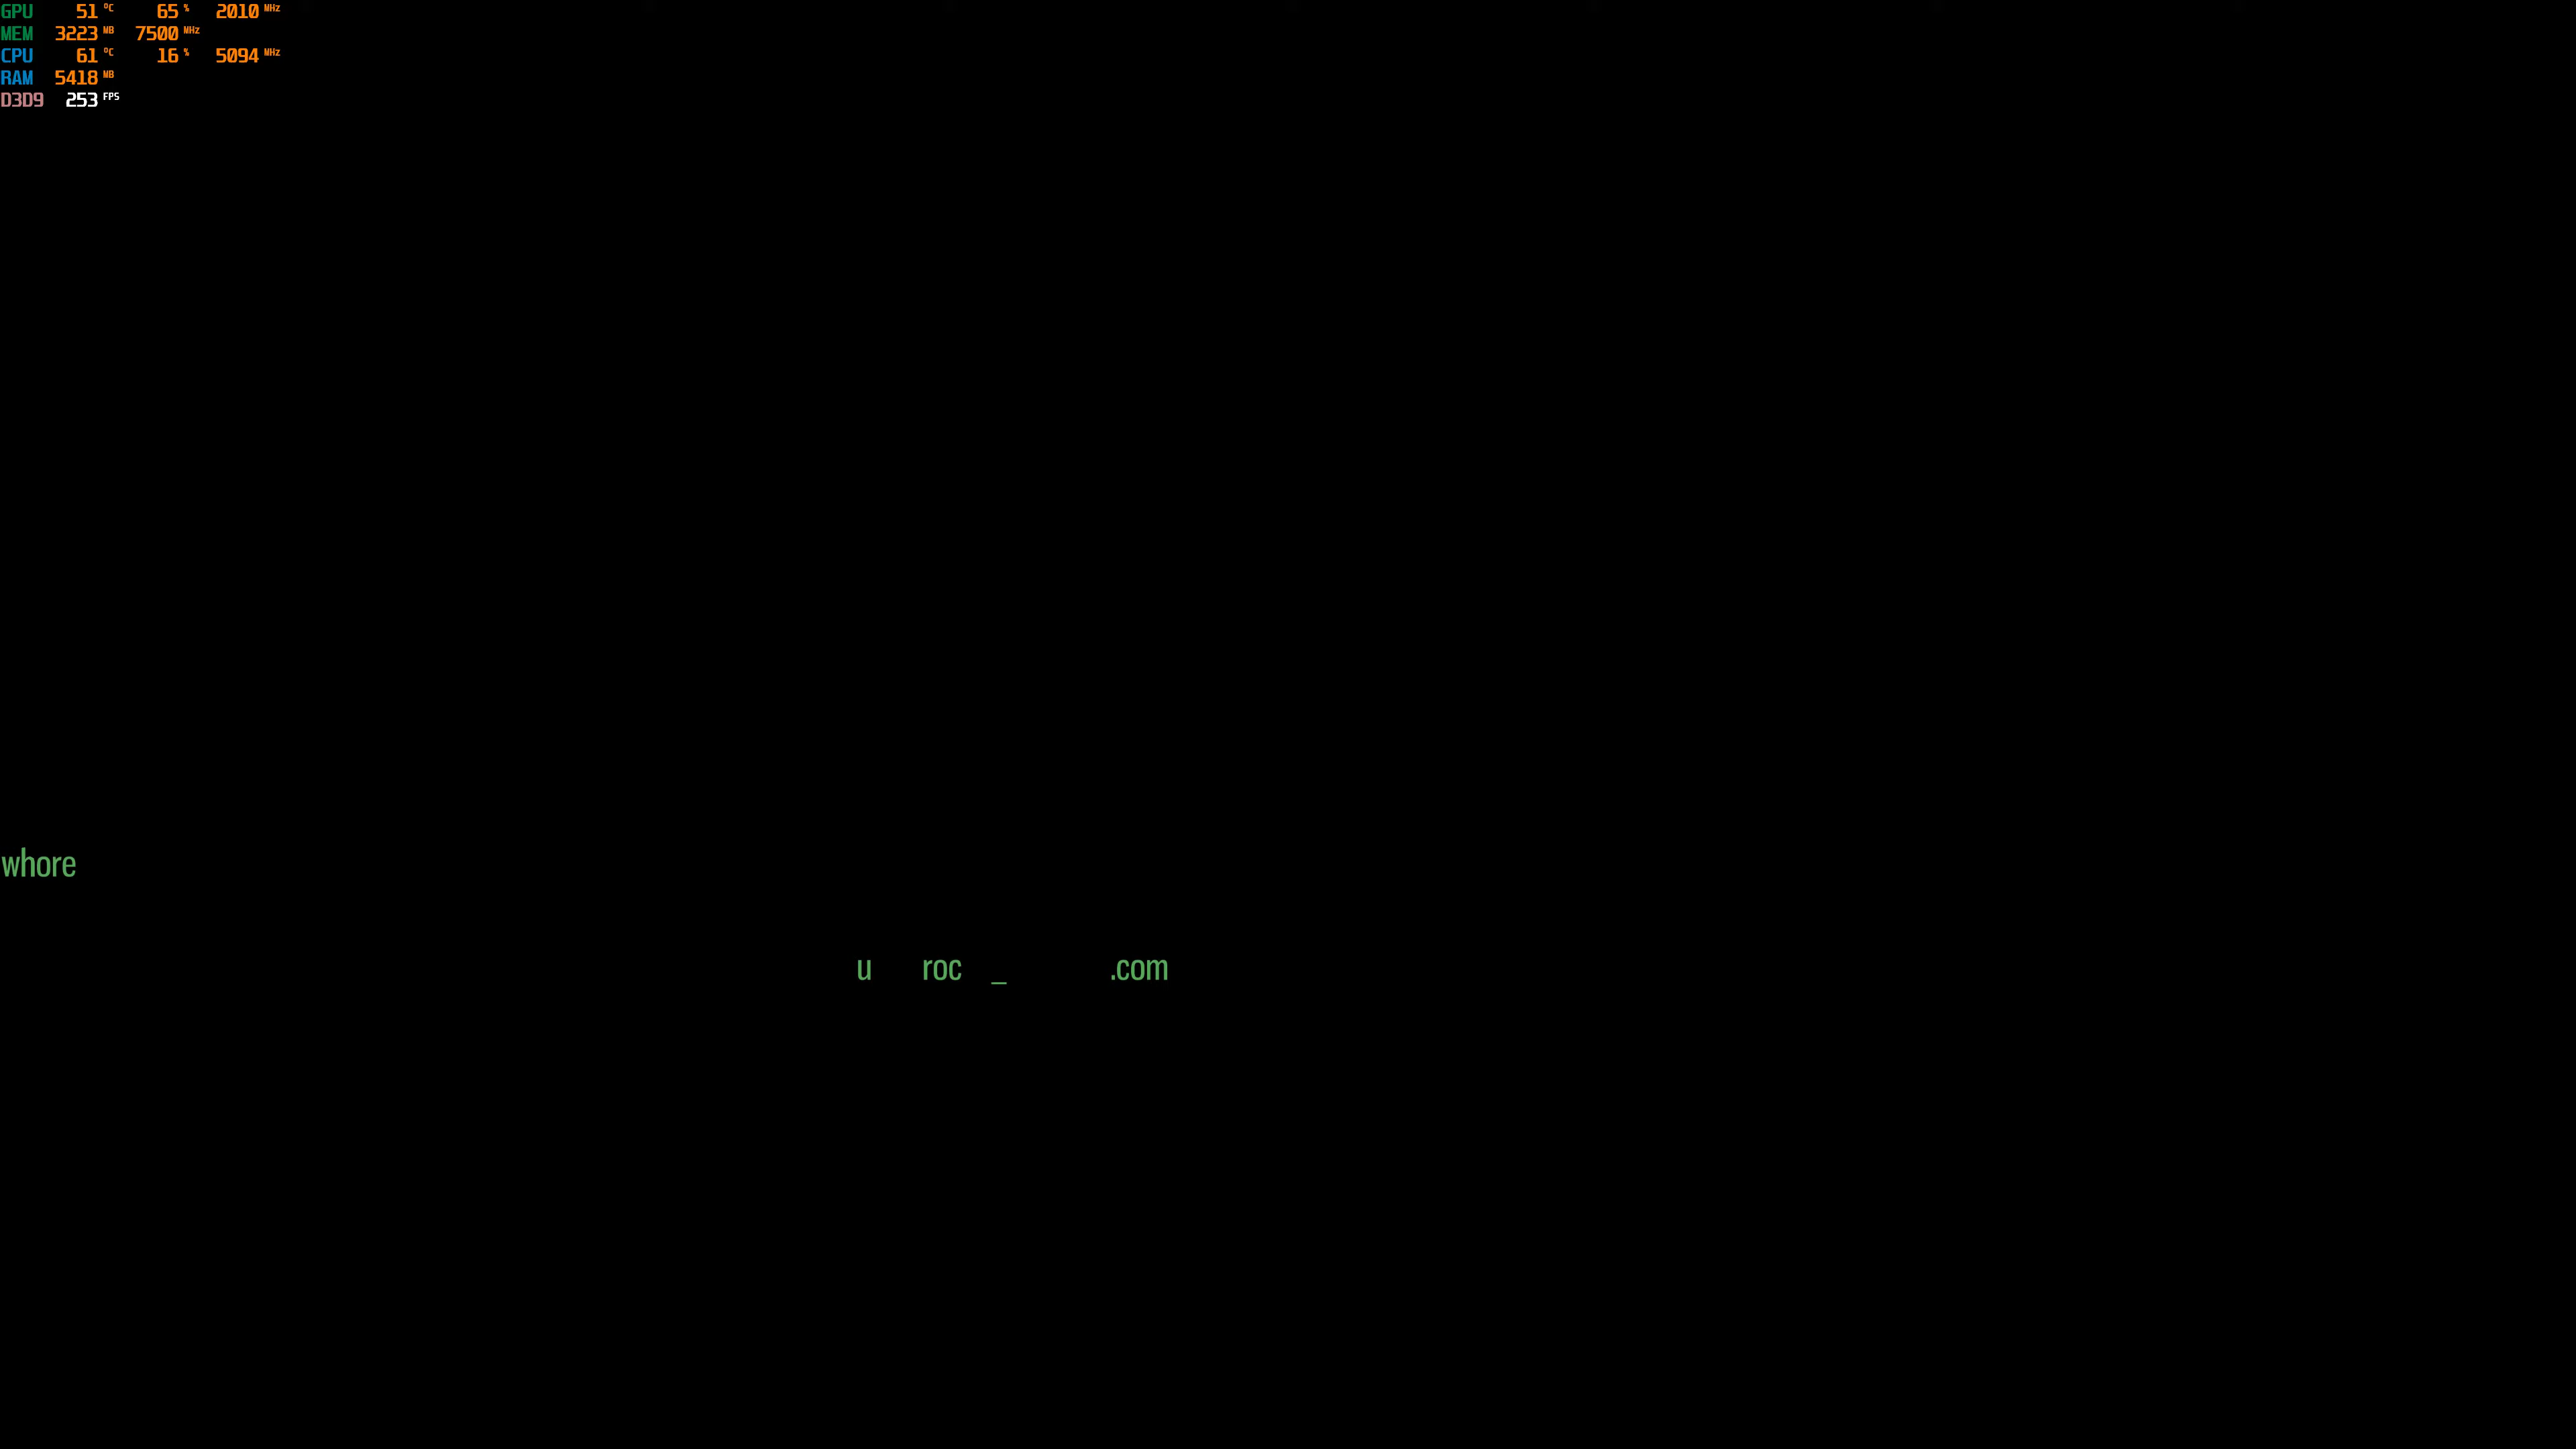 GPU 51 °C 65 % 2010 MHz
MEM 3223 MB 7500 MHz
CPU 61 °C 16 % 5094 MHz
RAM 5418 MB
D3D9 253 FPS
whore
u roc _ .com